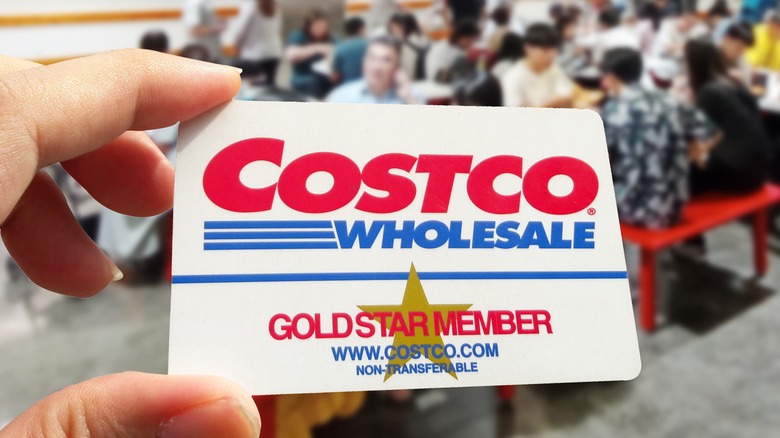 COSTCO®
WHOLESALE
GOLD STAR MEMBER
WWW.COSTCO.COM
NON-TRANSFERABLE